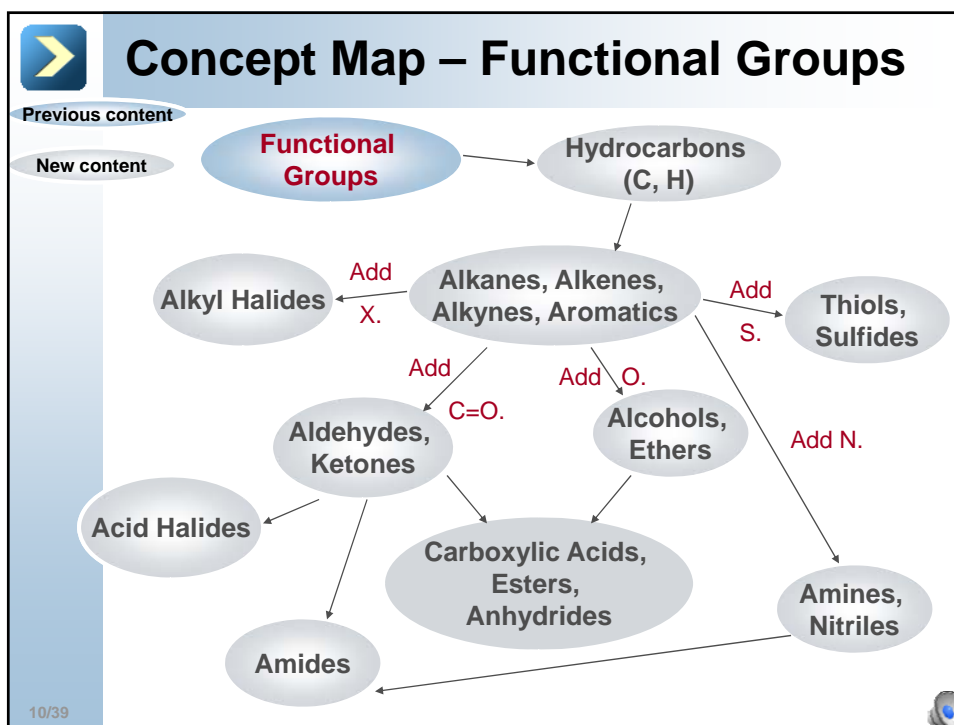 Concept Map – Functional Groups
Previous content
New content
Functional
Groups
Hydrocarbons
(C, H)
Add
X.
Alkyl Halides
Alkanes, Alkenes,
Alkynes, Aromatics
Add
S.
Thiols,
Sulfides
Add
C=O.
Add O.
Aldehydes,
Ketones
Alcohols,
Ethers
Add N.
Acid Halides
Carboxylic Acids,
Esters,
Anhydrides
Amines,
Nitriles
Amides
10/39